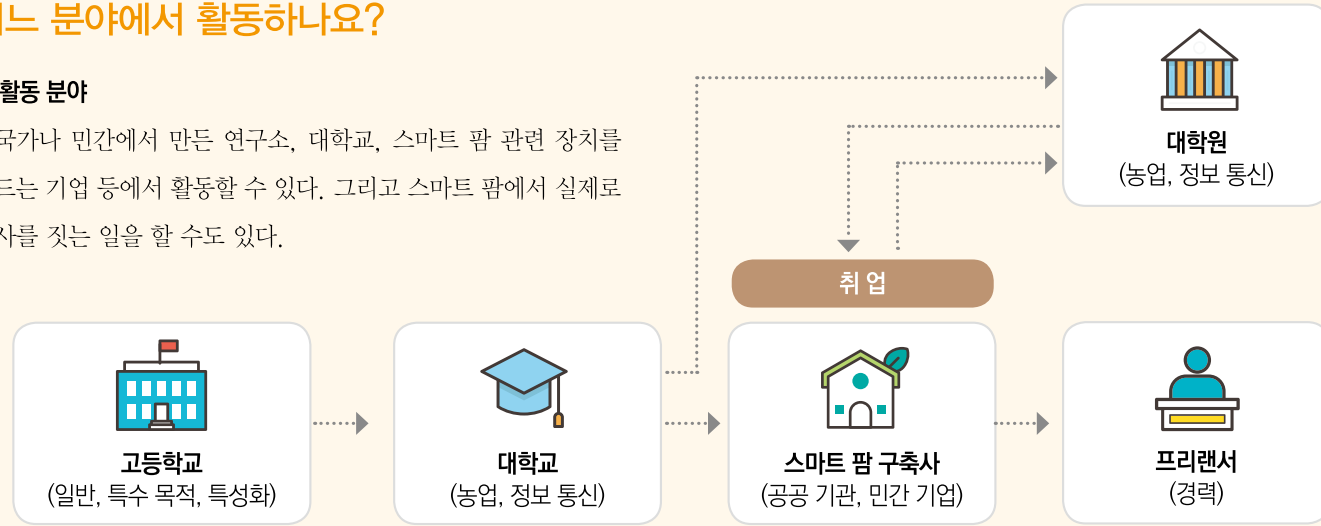 느 분야에서 활동하나요?
활동 분야
국가나 민간에서 만든 연구소, 대학교, 스마트 팜 관련 장치를
드는 기업 등에서 활동할 수 있다. 그리고 스마트 팜에서 실제로
사를 짓는 일을 할 수도 있다.
대학원
(농업, 정보 통신)
취 업
고등학교
(일반, 특수 목적, 특성화)
대학교
(농업, 정보 통신)
스마트 팜 구축사
(공공 기관, 민간 기업)
프리랜서
(경력)